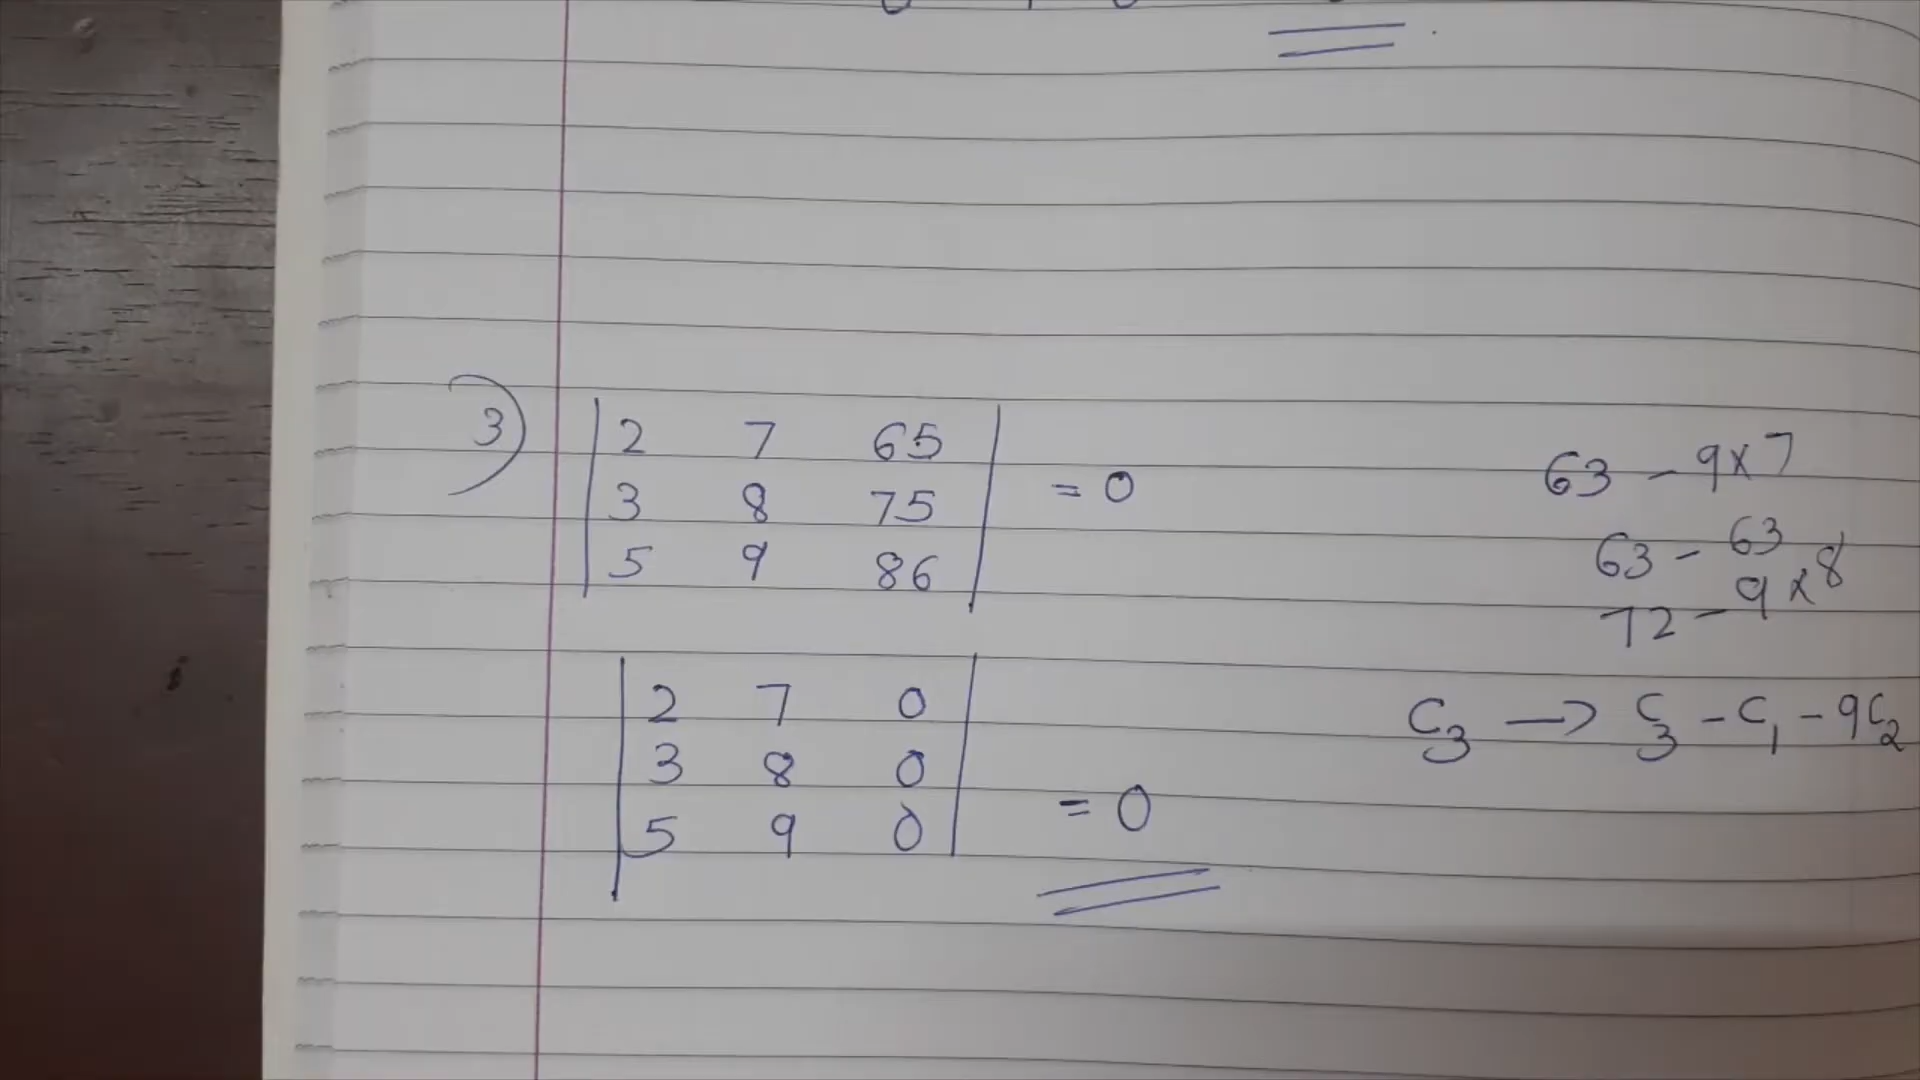 3) | 2 7 65 |
| 3 8 75 | = 0
| 5 9 86 |
63 - 9x7
63 - 63
72 - 9x8
| 2 7 0 |
| 3 8 0 |
| 5 9 0 | = 0
C3 → C3 - C1 - 9C2